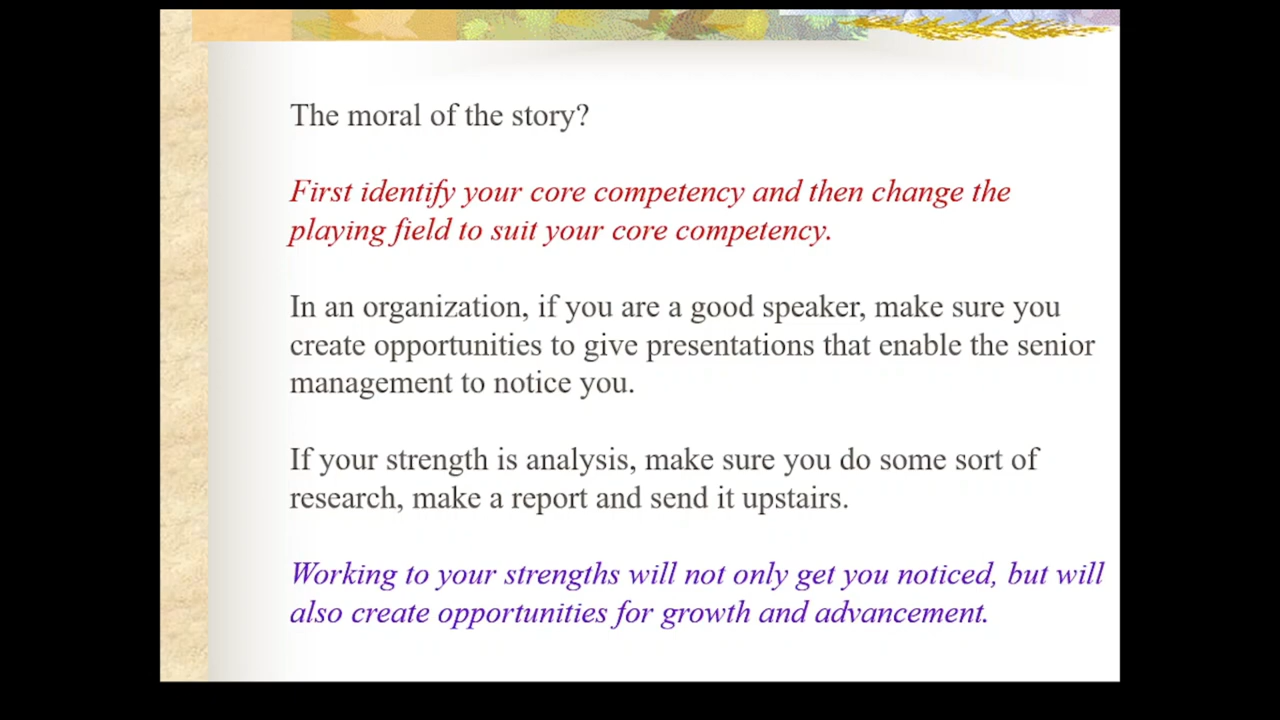 The moral of the story?
First identify your core competency and then change the
playing field to suit your core competency.
In an organization, if you are a good speaker, make sure you
create opportunities to give presentations that enable the senior
management to notice you.
If your strength is analysis, make sure you do some sort of
research, make a report and send it upstairs.
Working to your strengths will not only get you noticed, but will
also create opportunities for growth and advancement.